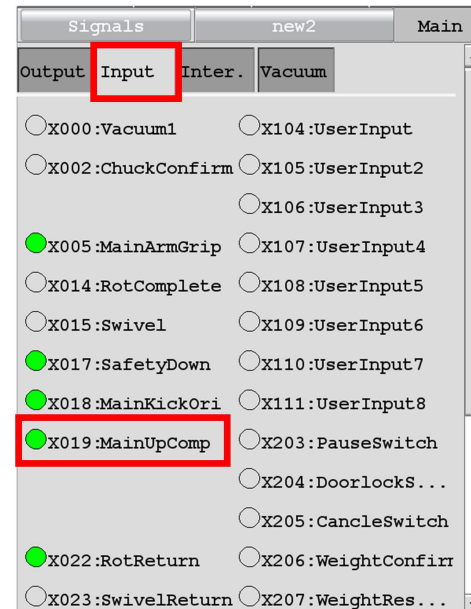 Signals new2 Main
Output Input Inter. Vacuum
X000:Vacuum1 X104:UserInput
X002:ChuckConfirm X105:UserInput2
X106:UserInput3
X005:MainArmGrip X107:UserInput4
X014:RotComplete X108:UserInput5
X015:Swivel X109:UserInput6
X017:SafetyDown X110:UserInput7
X018:MainKickOri X111:UserInput8
X019:MainUpComp X203:PauseSwitch
X204:DoorlockS...
X205:CancleSwitch
X022:RotReturn X206:WeightConfirm
X023:SwivelReturn X207:WeightRes...